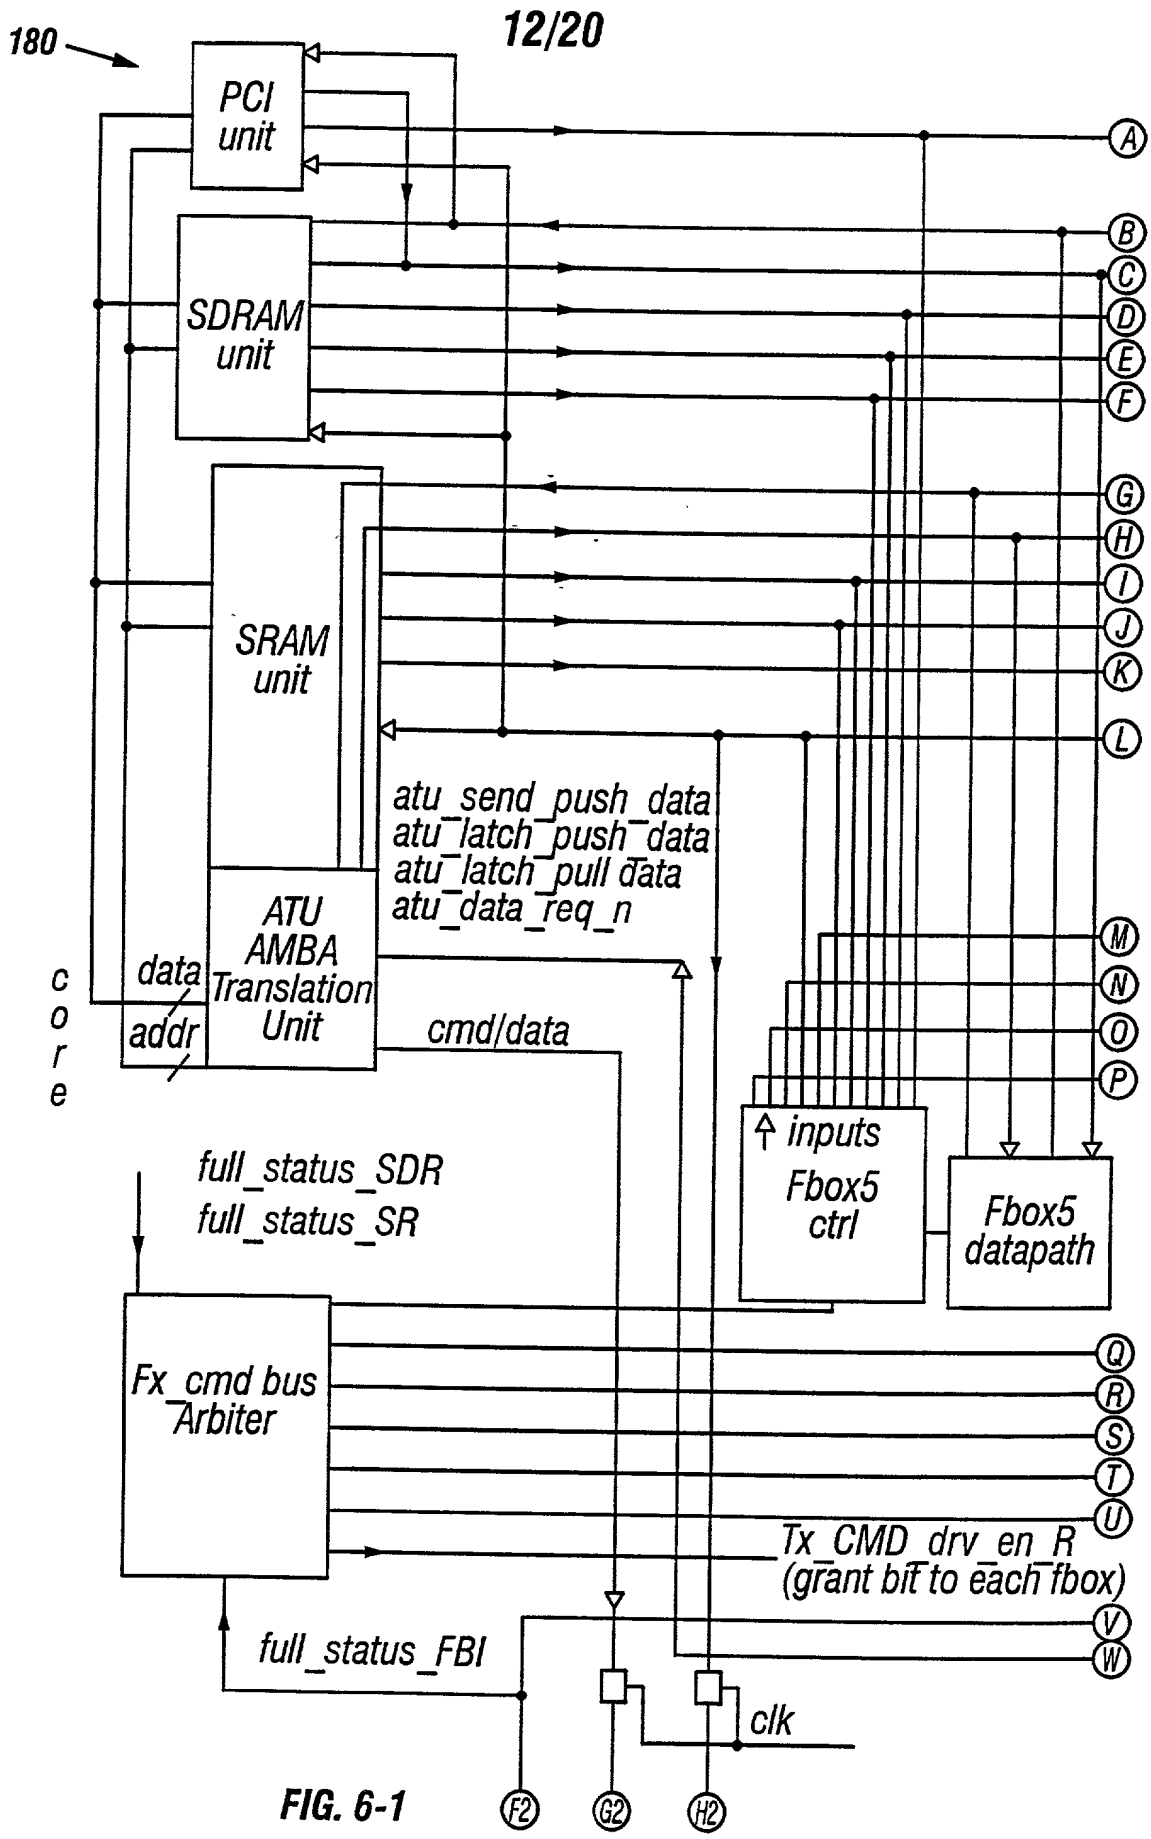 12/20
180
PCI
unit
A
B
C
SDRAM
unit
D
E
F
G
H
I
SRAM
unit
J
K
L
atu_send_push_data
atu_latch_push_data
atu_latch_pull data
atu_data_req_n
ATU
AMBA
Translation
Unit
core
data
addr
cmd/data
M
N
O
P
inputs
Fbox5
ctrl
Fbox5
datapath
full_status_SDR
full_status_SR
Fx_cmd bus
Arbiter
Q
R
S
T
U
Tx_CMD_drv_en_R
(grant bit to each fbox)
V
W
full_status_FBI
clk
FIG. 6-1
F2
G2
H2